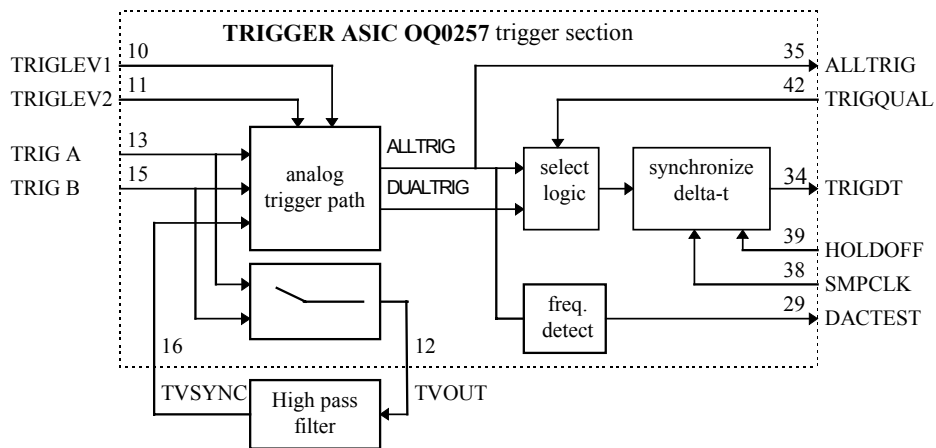 TRIGGER ASIC OQ0257 trigger section
TRIGLEV1 10
TRIGLEV2 11
TRIG A 13
TRIG B 15
analog
trigger path
ALLTRIG
DUALTRIG
select
logic
synchronize
delta-t
freq.
detect
35 ALLTRIG
42 TRIGQUAL
34 TRIGDT
39 HOLDOFF
38 SMPCLK
29 DACTEST
16
12
TVSYNC
TVOUT
High pass
filter